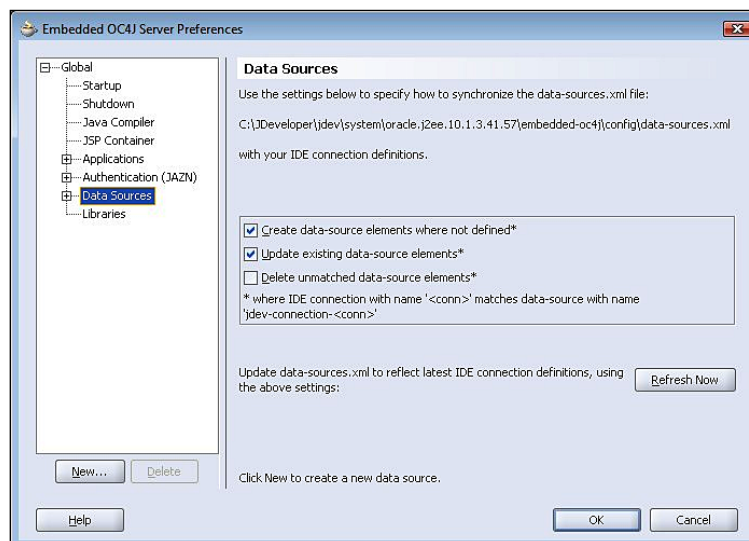 Embedded OC4J Server Preferences
Global
Startup
Shutdown
Java Compiler
JSP Container
Applications
Authentication (JAZN)
Data Sources
Libraries
New...
Delete
Data Sources
Use the settings below to specify how to synchronize the data-sources.xml file:
C:\JDeveloper\jdev\system\oracle.j2ee.10.1.3.41.57\embedded-oc4j\config\data-sources.xml
with your IDE connection definitions.
Create data-source elements where not defined*
Update existing data-source elements*
Delete unmatched data-source elements*
* where IDE connection with name '<conn>' matches data-source with name
'jdev-connection-<conn>'
Update data-sources.xml to reflect latest IDE connection definitions, using
the above settings:
Refresh Now
Click New to create a new data source.
Help
OK
Cancel